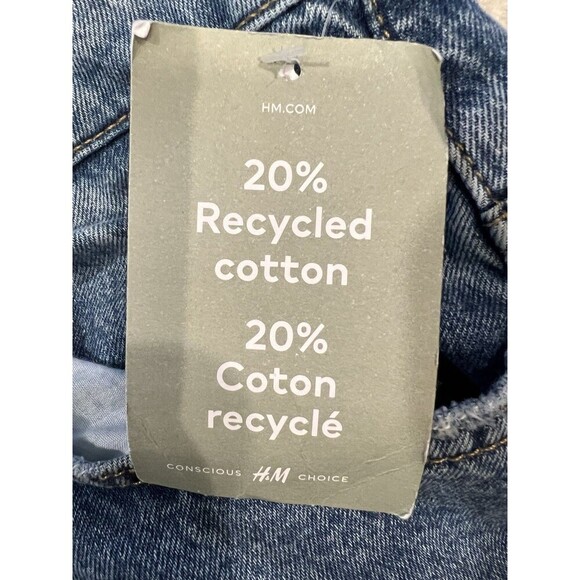 HM.COM
20%
Recycled
cotton
20%
Coton
recyclé
CONSCIOUS H&M CHOICE